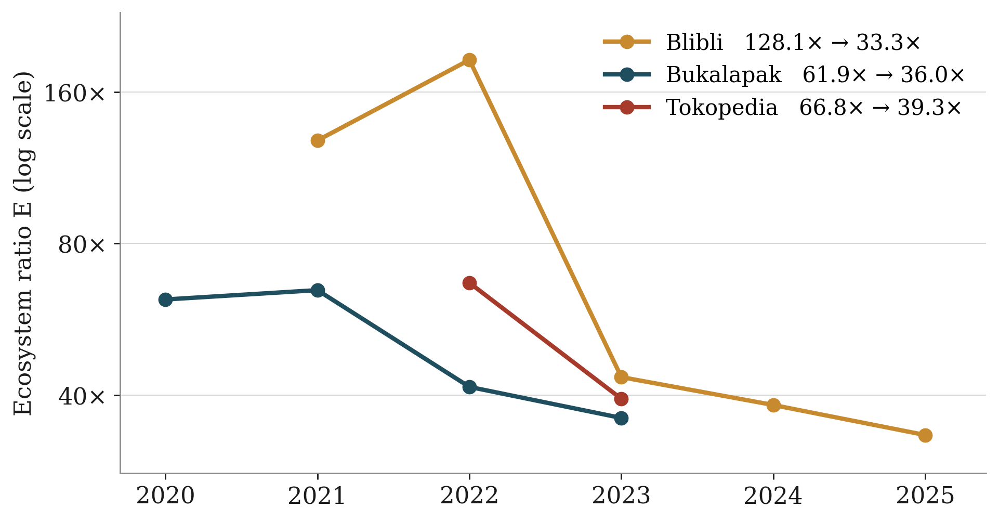 Ecosystem ratio E (log scale)
160×
80×
40×
Blibli 128.1× → 33.3×
Bukalapak 61.9× → 36.0×
Tokopedia 66.8× → 39.3×
2020 2021 2022 2023 2024 2025